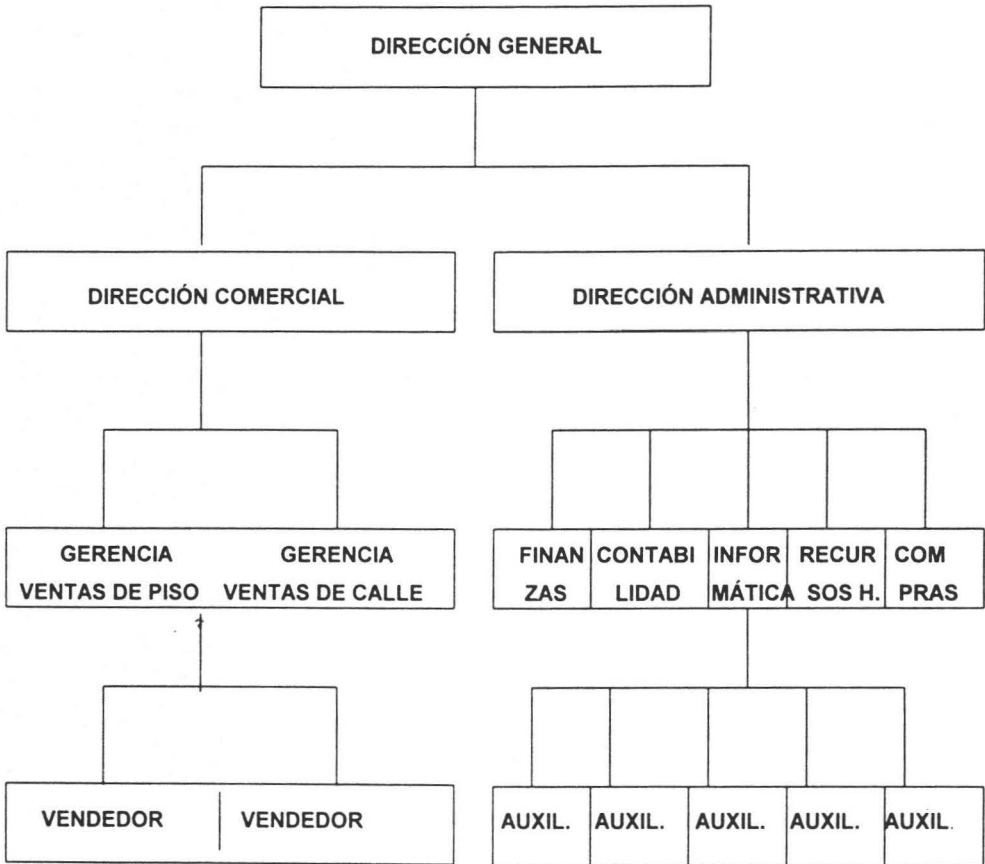 DIRECCIÓN GENERAL
DIRECCIÓN COMERCIAL
DIRECCIÓN ADMINISTRATIVA
GERENCIA
VENTAS DE PISO
GERENCIA
VENTAS DE CALLE
FINAN
ZAS
CONTABI
LIDAD
INFOR
MÁTICA
RECUR
SOS H.
COM
PRAS
VENDEDOR
VENDEDOR
AUXIL.
AUXIL.
AUXIL.
AUXIL.
AUXIL.